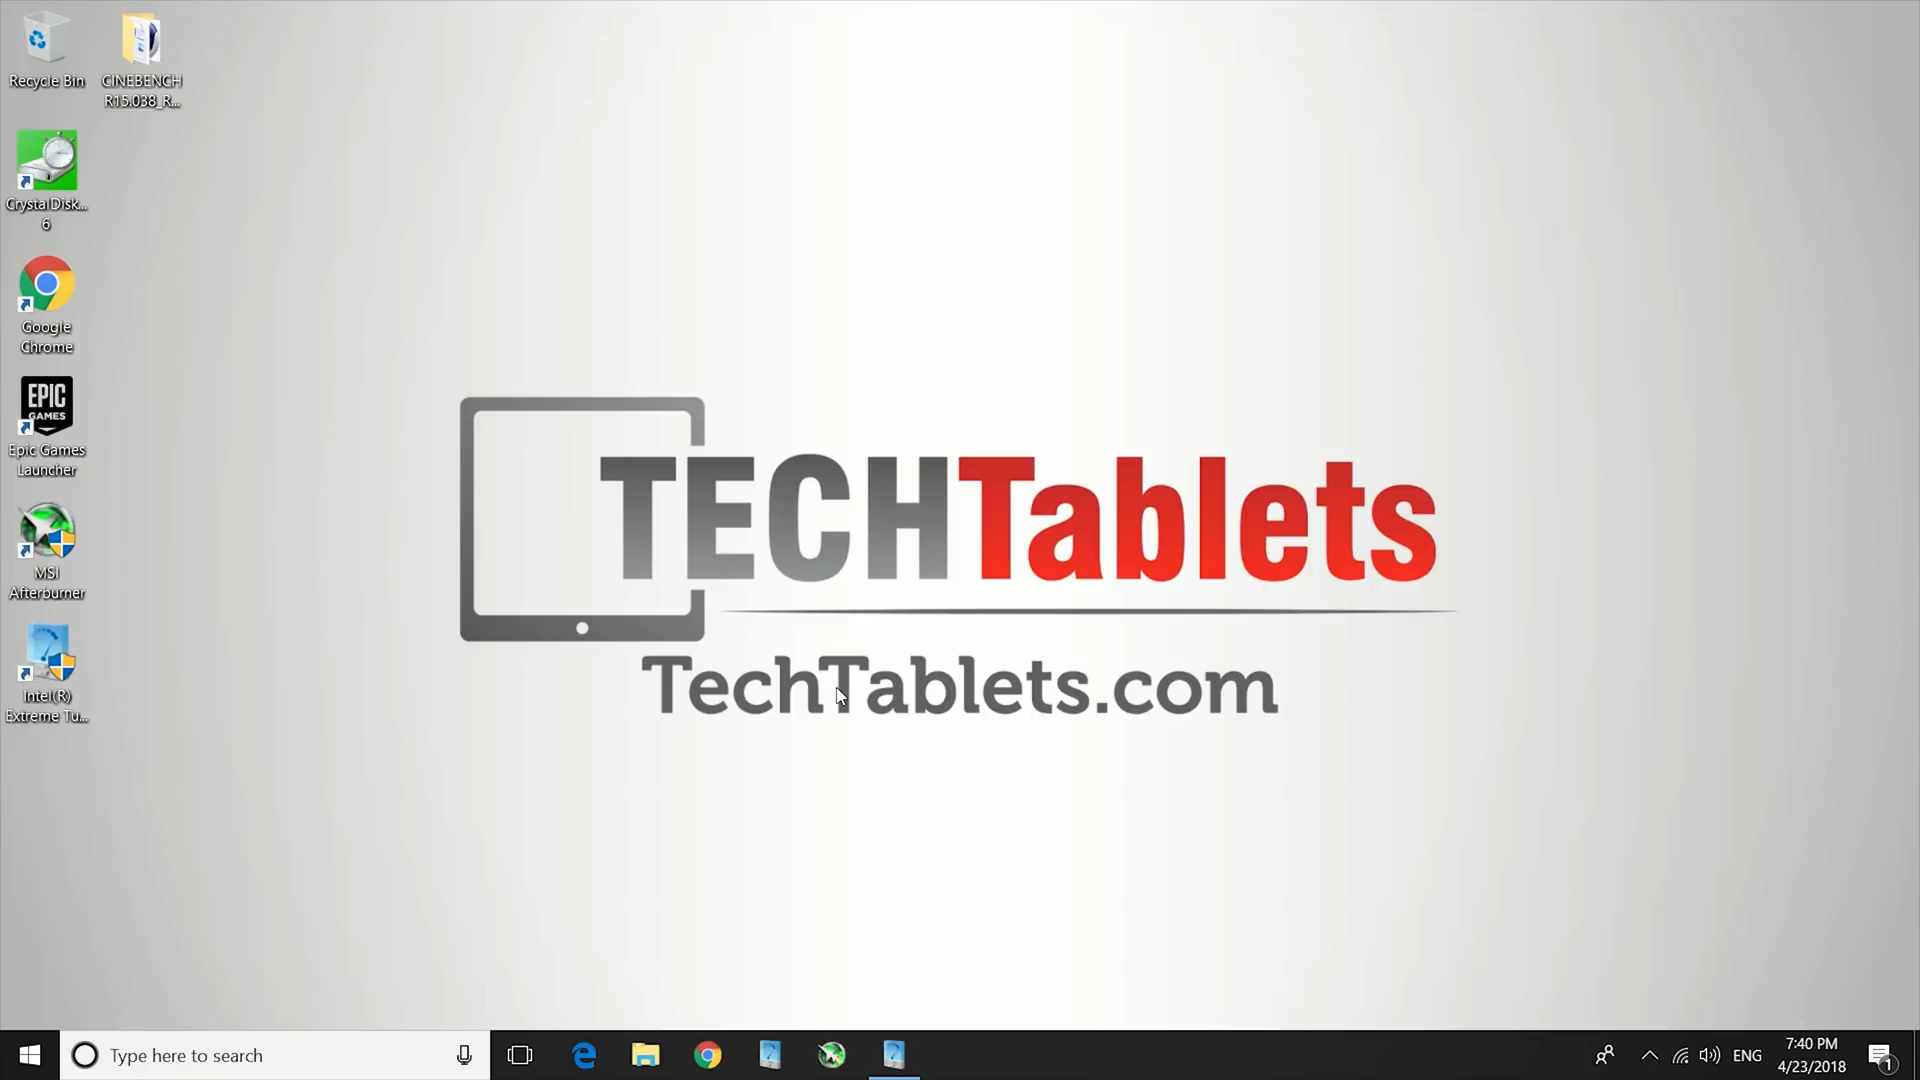 Recycle Bin
CINEBENCH
R15.038_R...
CrystalDisk...
6
Google
Chrome
EPIC
GAMES
Epic Games
Launcher
MSI
Afterburner
Intel(R)
Extreme Tu...
TECHTablets
TechTablets.com
Type here to search
ENG
7:40 PM
4/23/2018
1